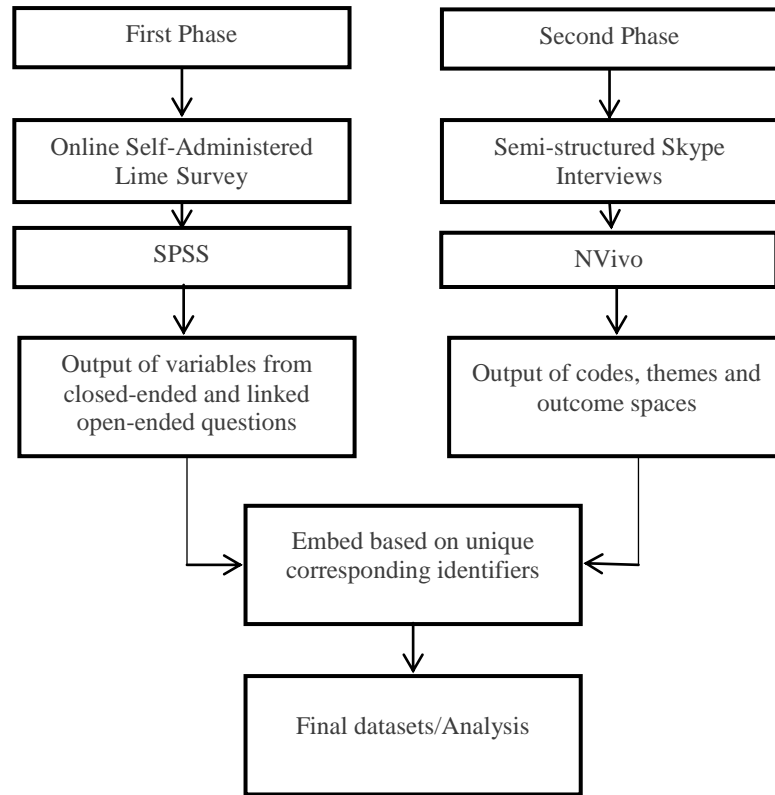 First Phase
Second Phase
Online Self-Administered
Lime Survey
Semi-structured Skype
Interviews
SPSS
NVivo
Output of variables from
closed-ended and linked
open-ended questions
Output of codes, themes and
outcome spaces
Embed based on unique
corresponding identifiers
Final datasets/Analysis